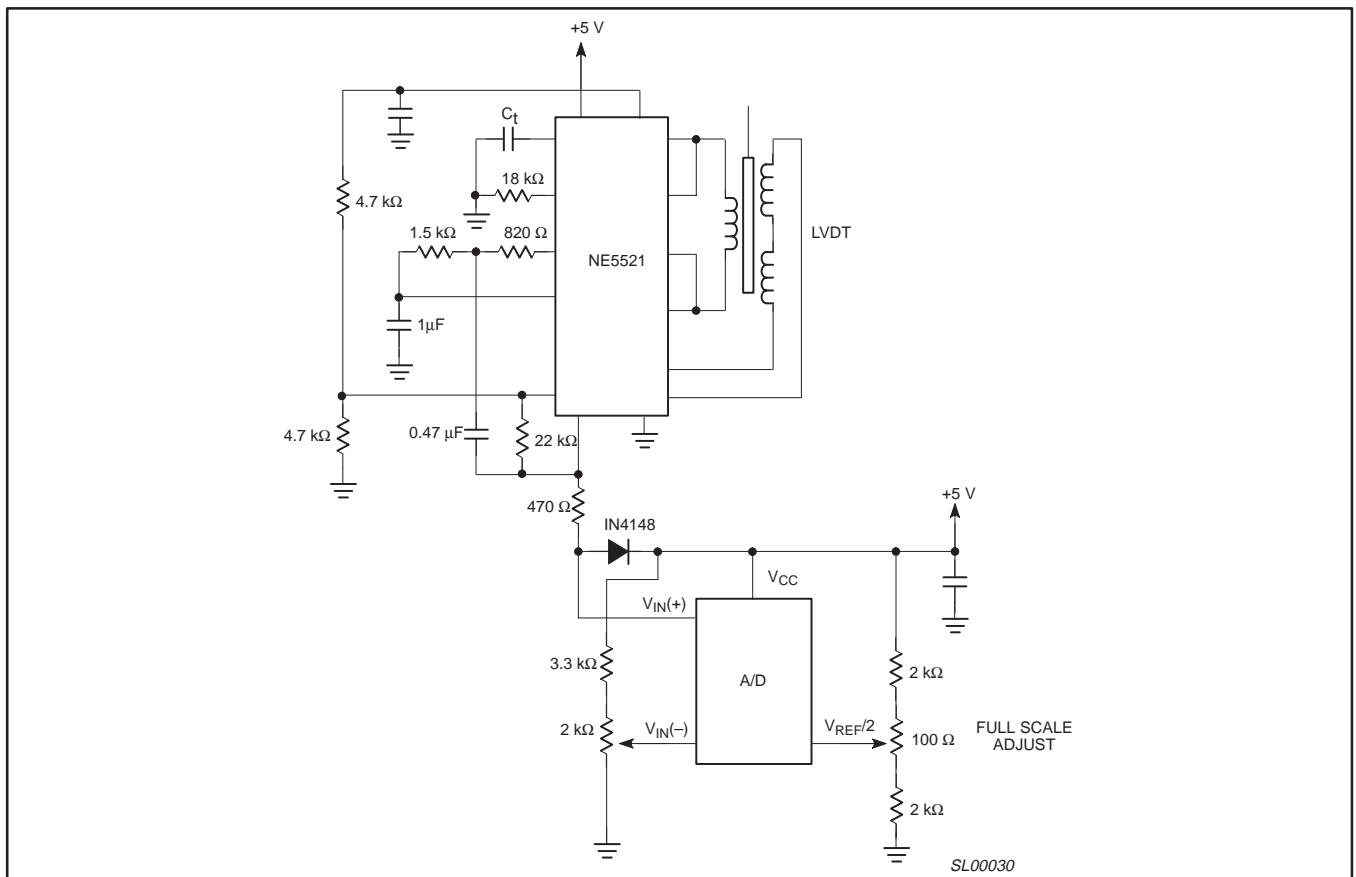 +5 V
Ct
18 kΩ
4.7 kΩ
1.5 kΩ
820 Ω
NE5521
LVDT
1μF
4.7 kΩ
0.47 μF
22 kΩ
470 Ω
+5 V
IN4148
VCC
VIN(+)
3.3 kΩ
2 kΩ
A/D
2 kΩ
VIN(–)
VREF/2
100 Ω
FULL SCALE
ADJUST
2 kΩ
SL00030